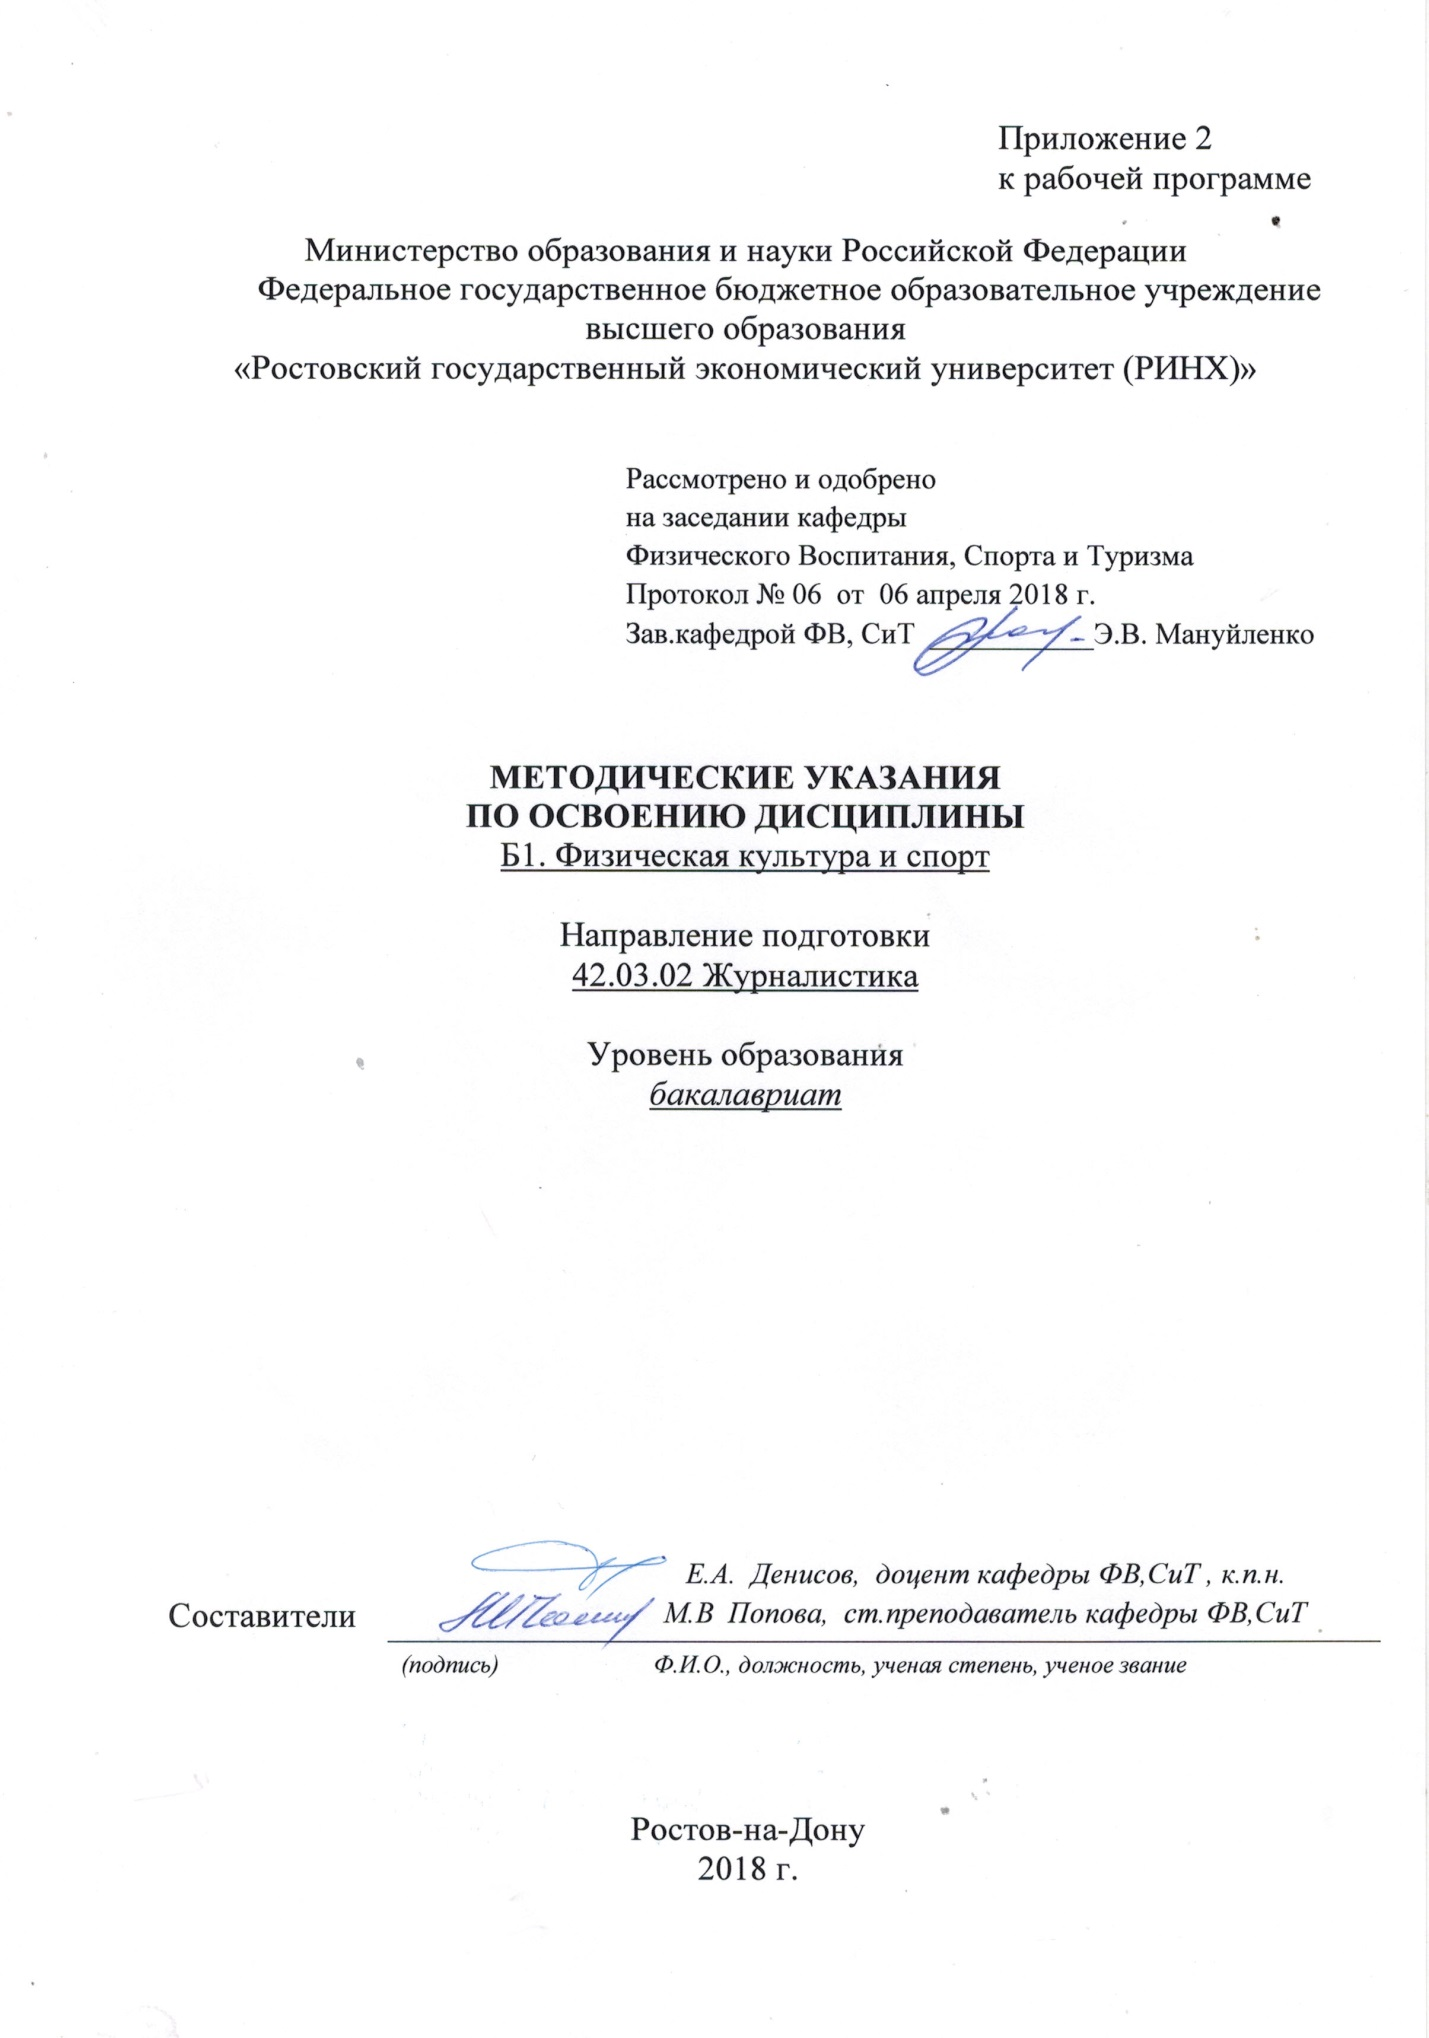 Приложение 2
к рабочей программе
Министерство образования и науки Российской Федерации
Федеральное государственное бюджетное образовательное учреждение
высшего образования
«Ростовский государственный экономический университет (РИНХ)»
Рассмотрено и одобрено
на заседании кафедры
Физического Воспитания, Спорта и Туризма
Протокол № 06 от 06 апреля 2018 г.
Зав.кафедрой ФВ, СиТ Э.В. Мануйленко
МЕТОДИЧЕСКИЕ УКАЗАНИЯ
ПО ОСВОЕНИЮ ДИСЦИПЛИНЫ
Б1. Физическая культура и спорт
Направление подготовки
42.03.02 Журналистика
Уровень образования
бакалавриат
Е.А. Денисов, доцент кафедры ФВ,СиТ , к.п.н.
Составители М.В Попова, ст.преподаватель кафедры ФВ,СиТ
(подпись) Ф.И.О., должность, ученая степень, ученое звание
Ростов-на-Дону
2018 г.